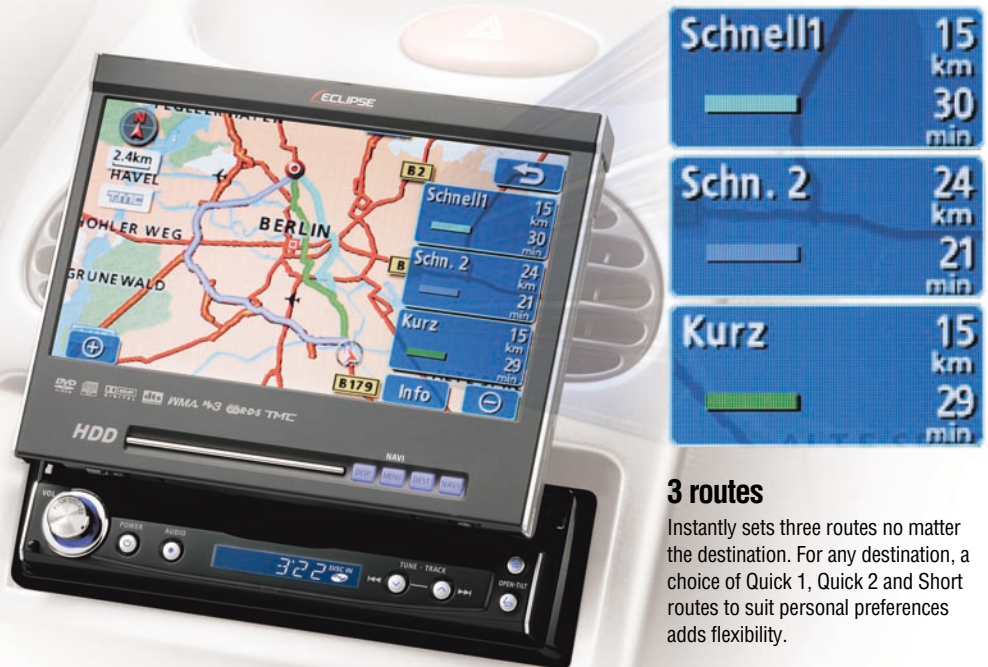 ECLIPSE
N
2.4km
HAVEL
TMC
HOHLER WEG
GRUNEWALD
BERLIN
B2
B
B179
Schnell1
15
km
30
min
Schn. 2
24
km
21
min
Kurz
15
km
29
min
Info
DVD
WMA MP3 RDS TMC
HDD
NAVI
DISP MENU DEST NAVI
VOL
POWER
AUDIO
322 DISC IN
TUNE · TRACK
OPEN·TILT
Schnell1
15
km
30
min
Schn. 2
24
km
21
min
Kurz
15
km
29
min
3 routes
Instantly sets three routes no matter
the destination. For any destination, a
choice of Quick 1, Quick 2 and Short
routes to suit personal preferences
adds flexibility.